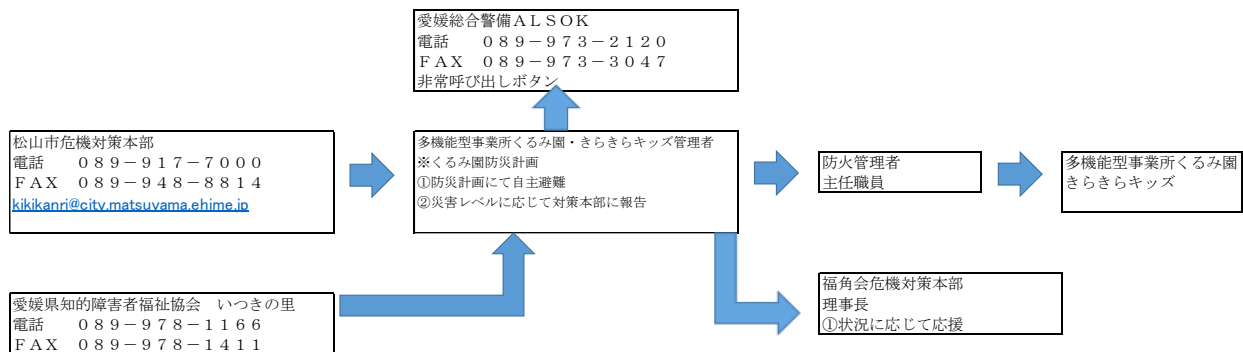 愛媛総合警備ＡＬＳＯＫ
電話　　０８９－９７３－２１２０
ＦＡＸ　０８９－９７３－３０４７
非常呼び出しボタン
松山市危機対策本部
電話　　０８９－９１７－７０００
ＦＡＸ　０８９－９４８－８８１４
kikikanri@city.matsuyama.ehime.jp
多機能型事業所くるみ園・きらきらキッズ管理者
※くるみ園防災計画
①防災計画にて自主避難
②災害レベルに応じて対策本部に報告
防火管理者
主任職員
多機能型事業所くるみ園
きらきらキッズ
愛媛県知的障害者福祉協会　いつきの里
電話　　０８９－９７８－１１６６
ＦＡＸ　０８９－９７８－１４１１
福角会危機対策本部
理事長
①状況に応じて応援